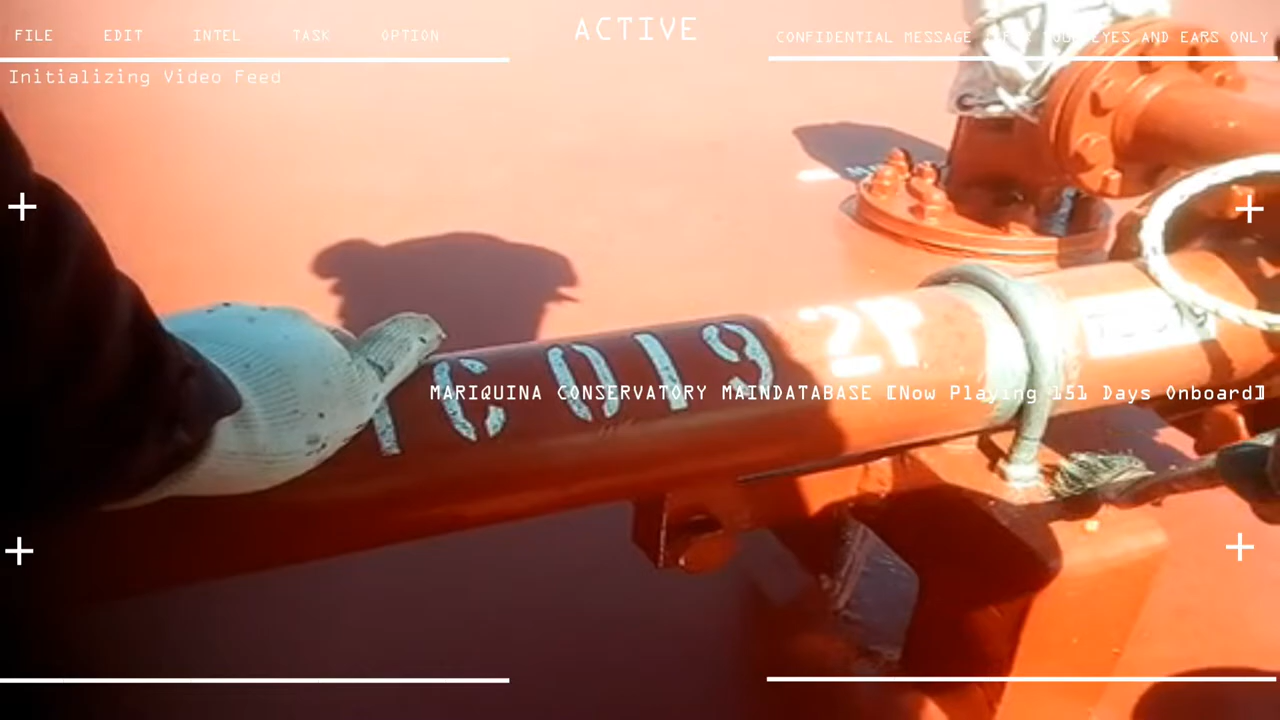 FILE EDIT INTEL TASK OPTION
ACTIVE
CONFIDENTIAL MESSAGE EYES AND EARS ONLY
Initializing Video Feed
C019
MARIQUINA CONSERVATORY MAINDATABASE [Now Playing 151 Days Onboard]